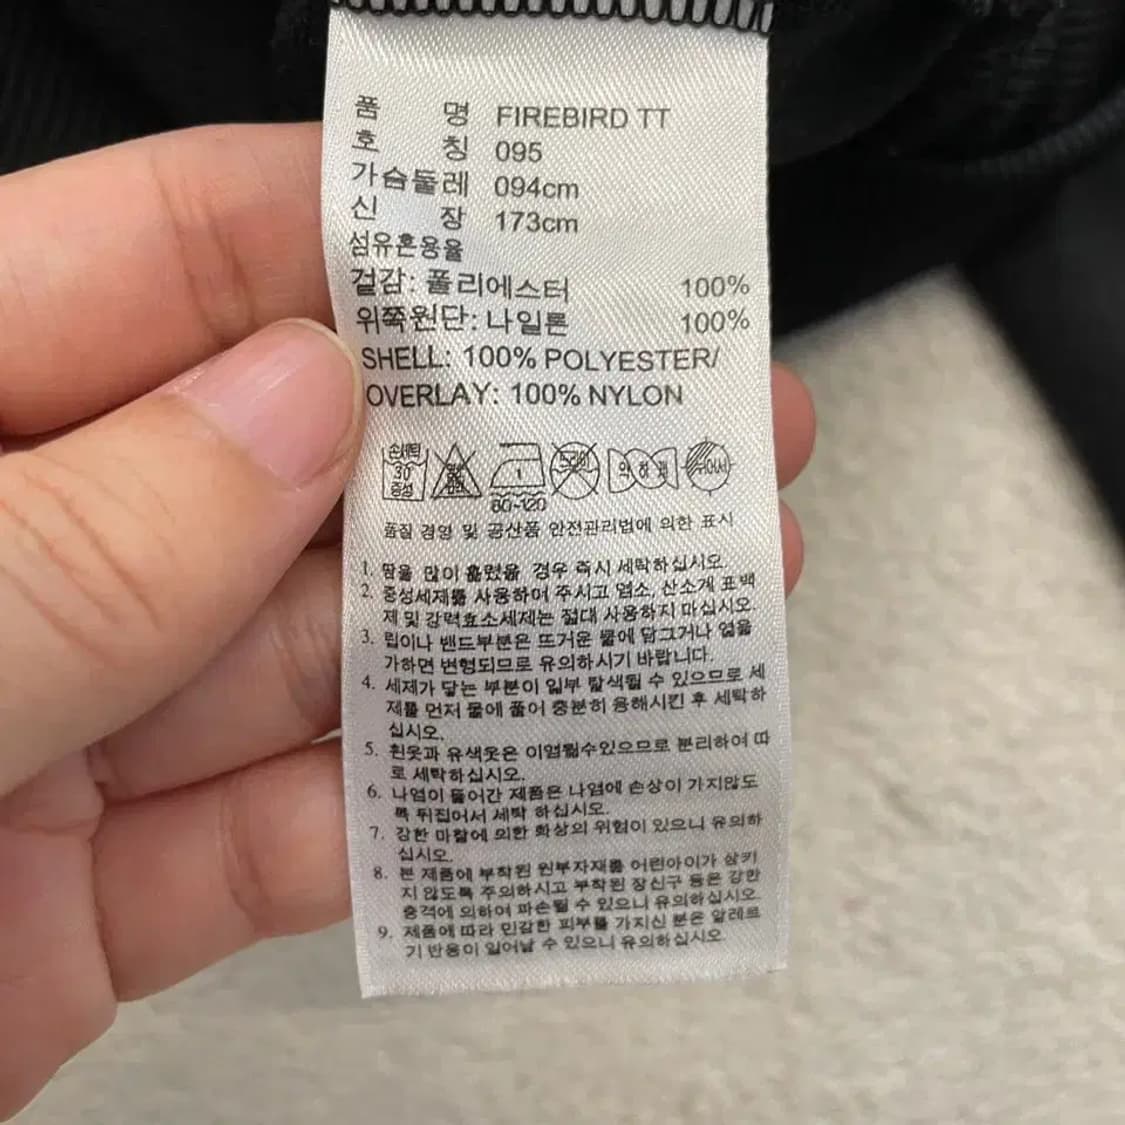 품 명 FIREBIRD TT
호 칭 095
가슴둘레 094cm
신 장 173cm
섬유혼용율
겉감: 폴리에스터 100%
위쪽원단: 나일론 100%
SHELL: 100% POLYESTER/
OVERLAY: 100% NYLON
손세탁 30 중성
1
80~120
드라이
약하게
품질 경영 및 공산품 안전관리법에 의한 표시
1. 땀을 많이 흘렸을 경우 즉시 세탁하십시오.
2. 중성세제를 사용하여 주시고 염소, 산소계 표백
제 및 강력효소세제는 절대 사용하지 마십시오.
3. 립이나 밴드부분은 뜨거운 물에 담그거나 열을
가하면 변형되므로 유의하시기 바랍니다.
4. 세제가 닿는 부분이 일부 탈색될 수 있으므로 세
제를 먼저 물에 풀어 충분히 용해시킨 후 세탁하
십시오.
5. 흰옷과 유색옷은 이염될수있으므로 분리하여 따
로 세탁하십시오.
6. 나염이 들어간 제품은 나염에 손상이 가지않도
록 뒤집어서 세탁 하십시오.
7. 강한 마찰에 의한 화상의 위험이 있으니 유의하
십시오.
8. 본 제품에 부착된 원부자재를 어린아이가 삼키
지 않도록 주의하시고 부착된 장신구 등은 강한
충격에 의하여 파손될 수 있으니 유의하십시오.
9. 제품에 따라 민감한 피부를 가지신 분은 알레르
기 반응이 일어날 수 있으니 유의하십시오.